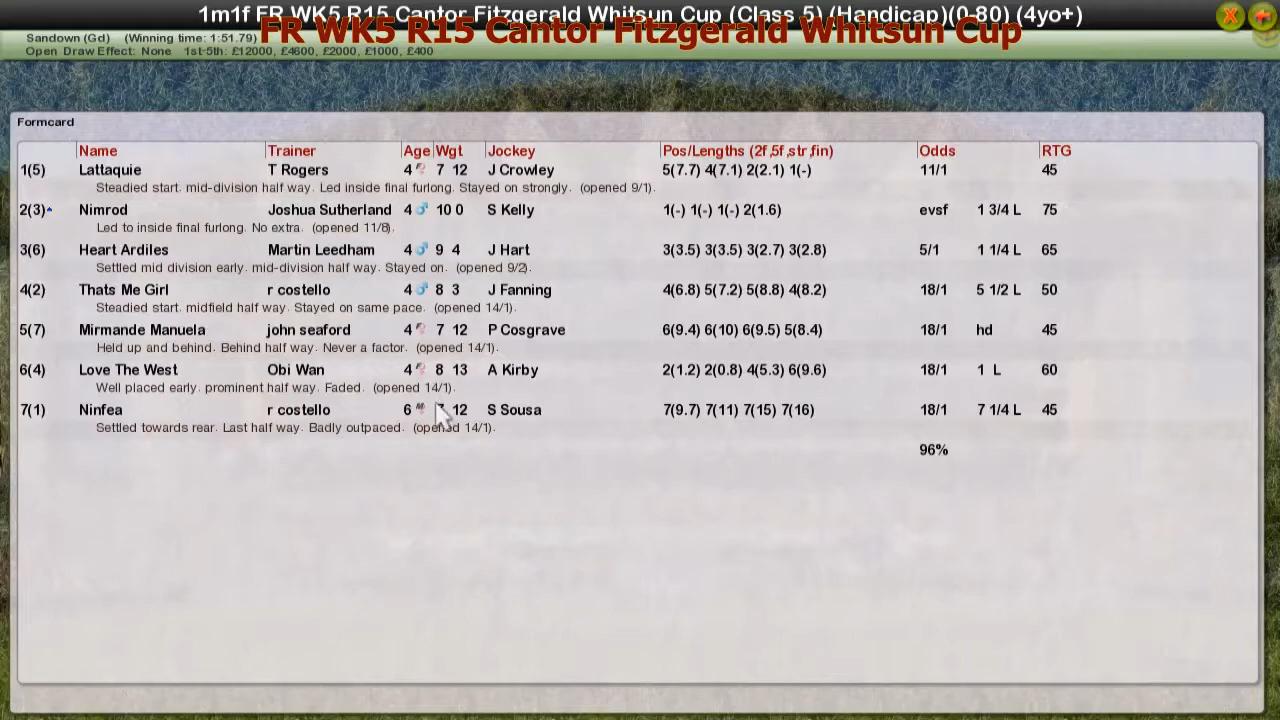 1m1f FR WK5 R15 Cantor Fitzgerald Whitsun Cup (Class 5) (Handicap)(0-80) (4yo+)
FR WK5 R15 Cantor Fitzgerald Whitsun Cup
Sandown (Gd) (Winning time: 1:51.79)
Open Draw Effect: None 1st-5th: £12000, £4600, £2000, £1000, £400
Formcard
Name Trainer Age Wgt Jockey Pos/Lengths (2f,5f,str,fin) Odds RTG
1(5) Lattaquie T Rogers 4 7 12 J Crowley 5(7.7) 4(7.1) 2(2.1) 1(-) 11/1 45
Steadied start. mid-division half way. Led inside final furlong. Stayed on strongly. (opened 9/1).
2(3) Nimrod Joshua Sutherland 4 10 0 S Kelly 1(-) 1(-) 1(-) 2(1.6) evsf 1 3/4 L 75
Led to inside final furlong. No extra. (opened 11/8).
3(6) Heart Ardiles Martin Leedham 4 9 4 J Hart 3(3.5) 3(3.5) 3(2.7) 3(2.8) 5/1 1 1/4 L 65
Settled mid division early. mid-division half way. Stayed on. (opened 9/2).
4(2) Thats Me Girl r costello 4 8 3 J Fanning 4(6.8) 5(7.2) 5(8.8) 4(8.2) 18/1 5 1/2 L 50
Steadied start. midfield half way. Stayed on same pace. (opened 14/1).
5(7) Mirmande Manuela john seaford 4 7 12 P Cosgrave 6(9.4) 6(10) 6(9.5) 5(8.4) 18/1 hd 45
Held up and behind. Behind half way. Never a factor. (opened 14/1).
6(4) Love The West Obi Wan 4 8 13 A Kirby 2(1.2) 2(0.8) 4(5.3) 6(9.6) 18/1 1 L 60
Well placed early. prominent half way. Faded. (opened 14/1).
7(1) Ninfea r costello 6 12 S Sousa 7(9.7) 7(11) 7(15) 7(16) 18/1 7 1/4 L 45
Settled towards rear. Last half way. Badly outpaced. (opened 14/1).
96%